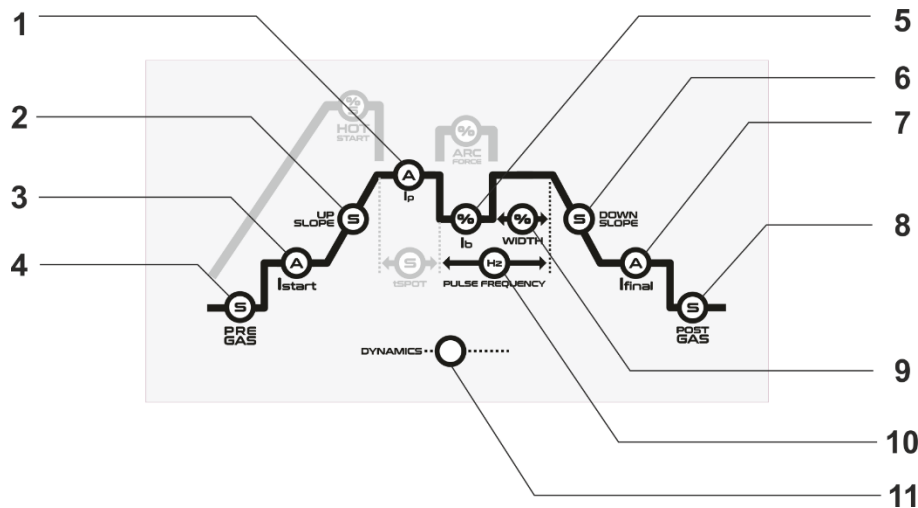 1
5
2
6
7
3
4
8
9
10
11
%
S
HOT
START
%
ARC
FORCE
A
Ip
UP
SLOPE
S
%
Ib
%
WIDTH
S
DOWN
SLOPE
A
Istart
S
tSPOT
Hz
PULSE FREQUENCY
A
Ifinal
S
PRE
GAS
S
POST
GAS
DYNAMICS